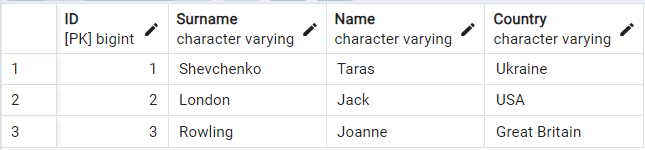 ID Surname Name Country
[PK] bigint character varying character varying character varying
1 1 Shevchenko Taras Ukraine
2 2 London Jack USA
3 3 Rowling Joanne Great Britain